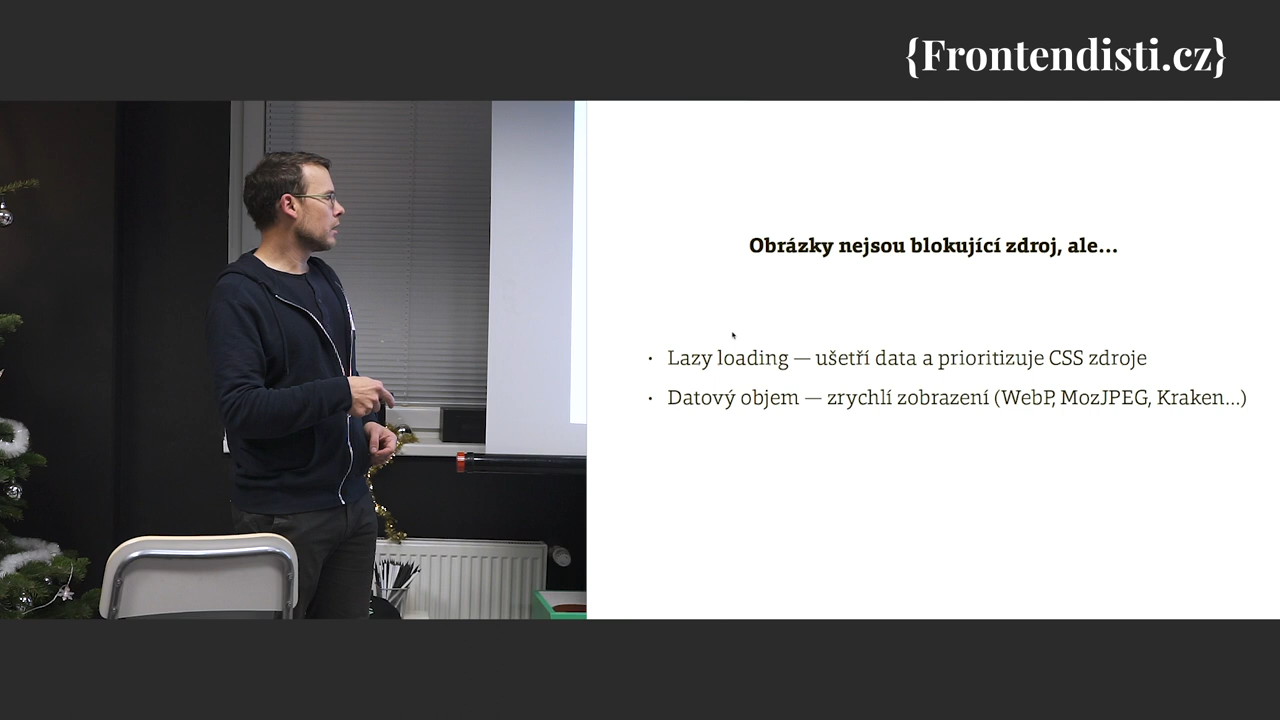 {Frontendisti.cz}
Obrázky nejsou blokující zdroj, ale…
• Lazy loading — ušetří data a prioritizuje CSS zdroje
• Datový objem — zrychlí zobrazení (WebP, MozJPEG, Kraken…)